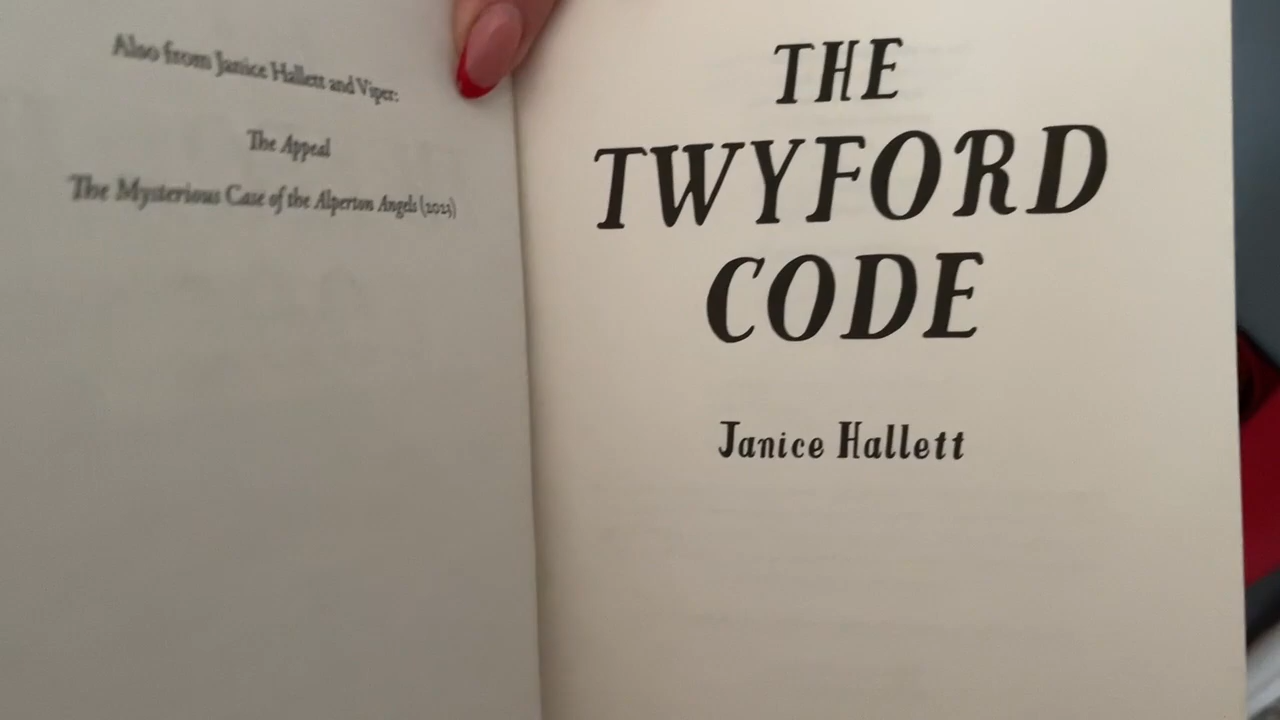 Also from Janice Hallett and Viper:
The Appeal
The Mysterious Case of the Alperton Angels (2023)
THE
TWYFORD
CODE
Janice Hallett